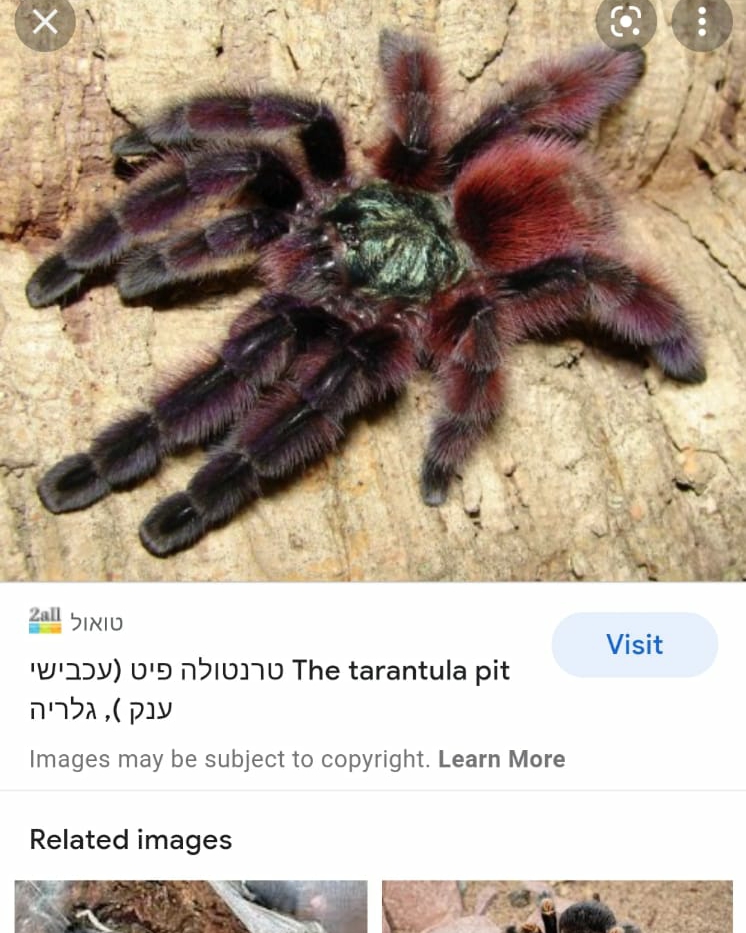 2all טואול
Visit
טרנטולה פיט (עכבישי The tarantula pit
ענק ), גלריה
Images may be subject to copyright. Learn More
Related images